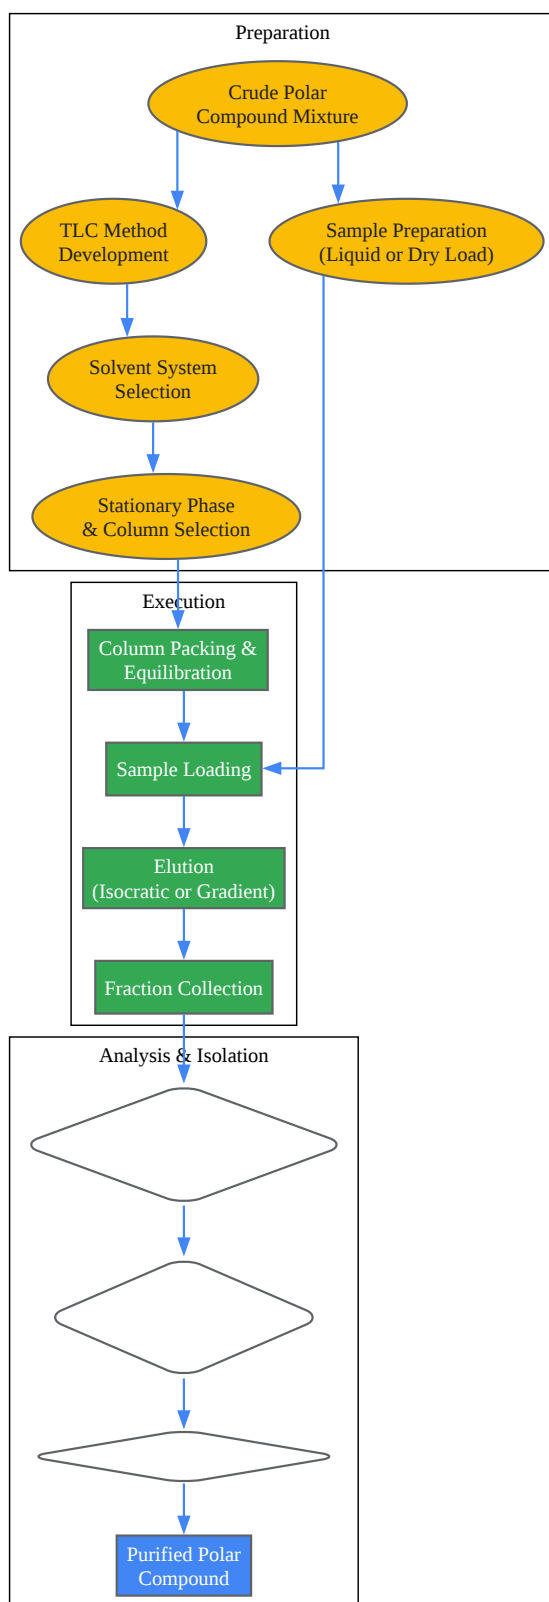 Preparation
Crude Polar
Compound Mixture
TLC Method
Development
Sample Preparation
(Liquid or Dry Load)
Solvent System
Selection
Stationary Phase
& Column Selection
Execution
Column Packing &
Equilibration
Sample Loading
Elution
(Isocratic or Gradient)
Fraction Collection
Analysis & Isolation
Purified Polar
Compound